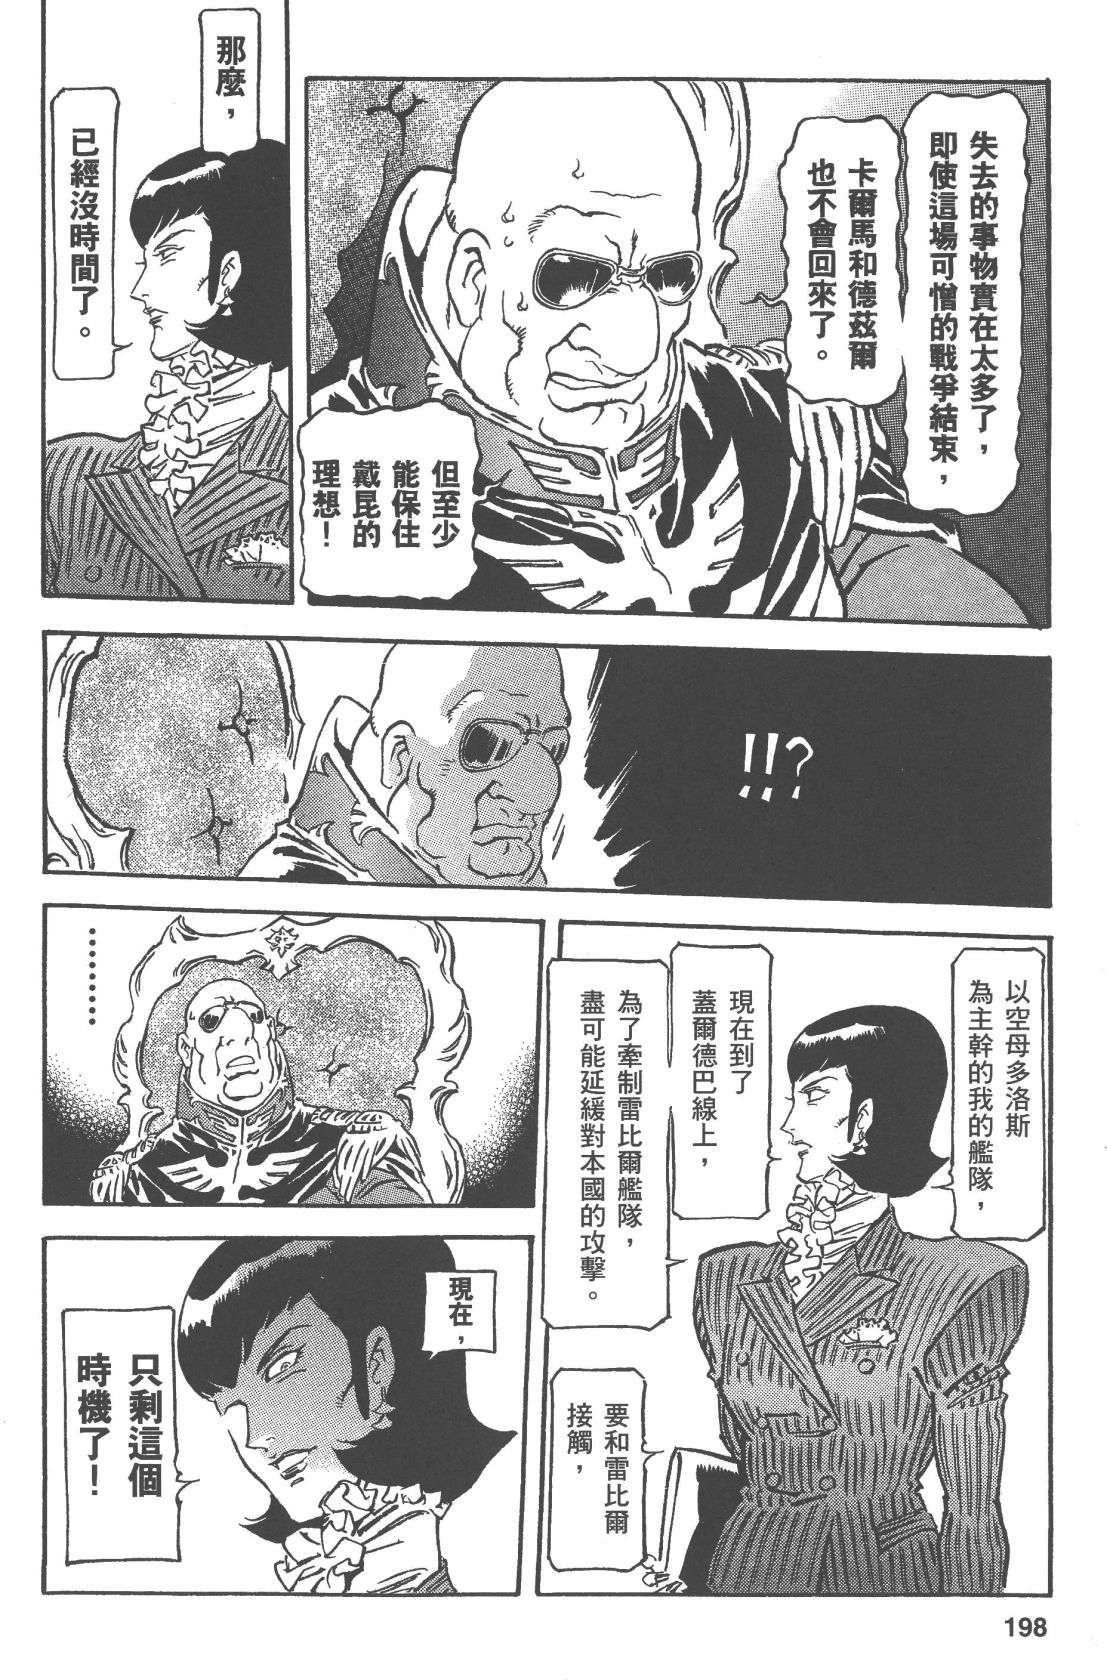 失去的事物實在太多了，
即使這場可憎的戰爭結束，
卡爾馬和德茲爾
也不會回來了。
但至少
能保住
戴昆的
理想！
那麼，
已經沒時間了。
!!?
以空母多洛斯
為主幹的我的艦隊，
現在到了
蓋爾德巴線上，
為了牽制雷比爾艦隊，
盡可能延緩對本國的攻擊。
要和雷比爾
接觸，
………
現在，
只剩這個
時機了！
198